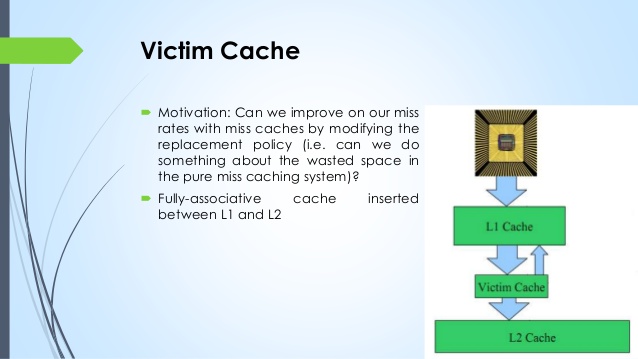 Victim Cache
Motivation: Can we improve on our miss
rates with miss caches by modifying the
replacement policy (i.e. can we do
something about the wasted space in
the pure miss caching system)?
Fully-associative cache inserted
between L1 and L2
L1 Cache
Victim Cache
L2 Cache